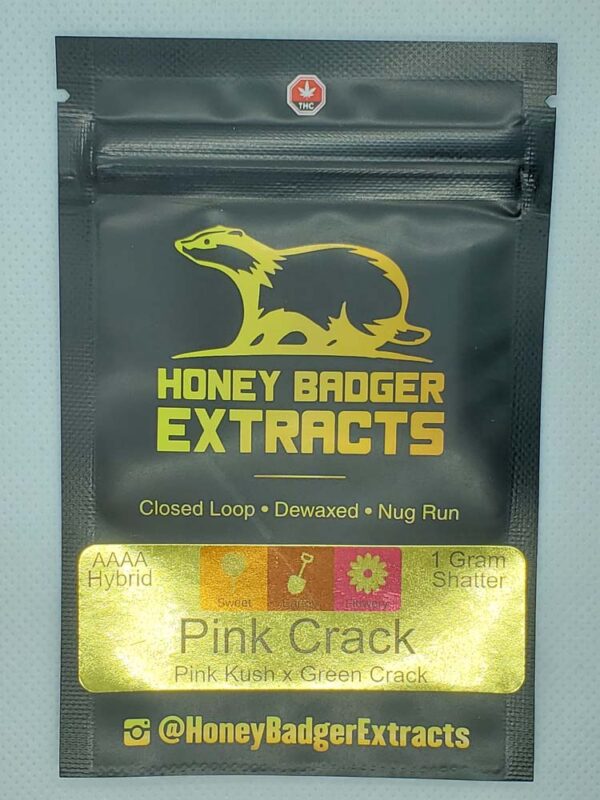 THC
HONEY BADGER
EXTRACTS
Closed Loop • Dewaxed • Nug Run
AAAA
Hybrid
Sweet
Earthy
Flowery
1 Gram
Shatter
Pink Crack
Pink Kush x Green Crack
@HoneyBadgerExtracts